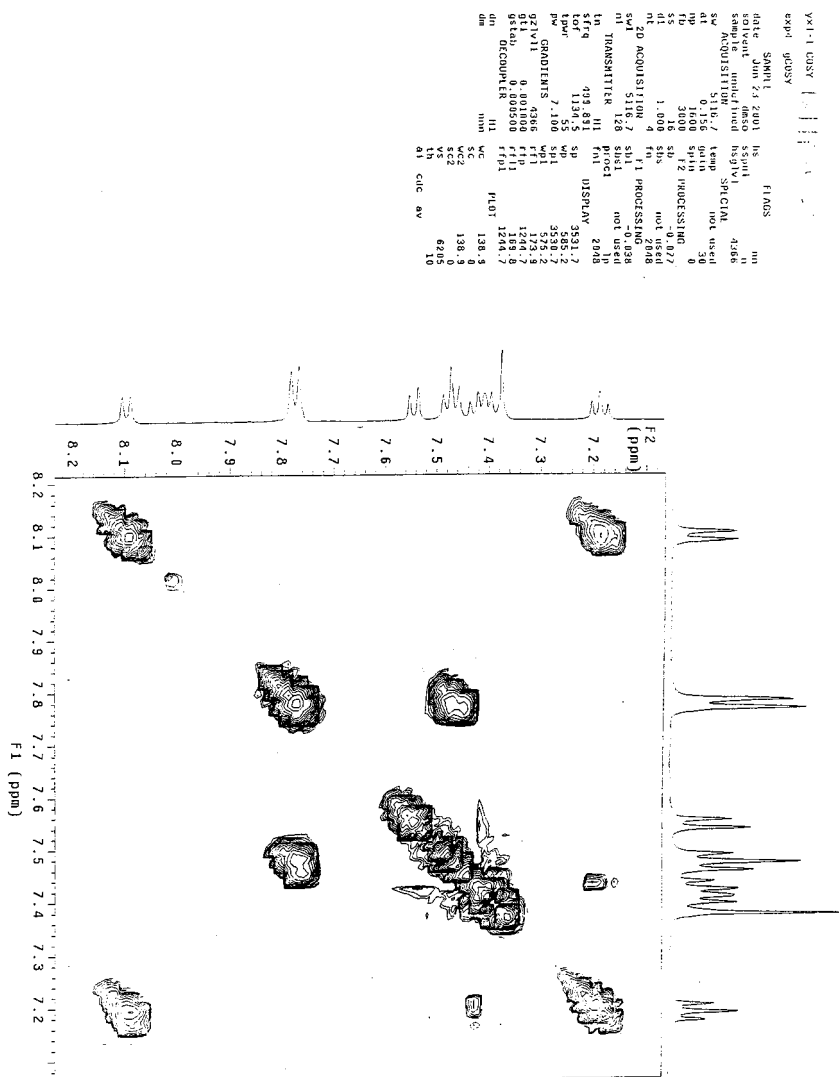 yx1-1 COSY
exp1 gCOSY
SAMPLE
date Jun 23 2001
solvent dmso
sample undefined
ACQUISITION
sw 5116.7
at 0.156
np 1600
fb 3000
ss 16
d1 1.000
nt 4
2D ACQUISITION
sw1 5116.7
ni 128
TRANSMITTER
tn H1
sfrq 499.891
tof 1134.5
tpwr 55
pw 7.100
GRADIENTS
gzlvl1 4366
gt1 0.001000
gstab 0.000500
DECOUPLER
dn H1
dm nnn
FLAGS
hs nn
sspul n
hsglvl 4366
SPECIAL
temp not used
gain 30
spin 0
F2 PROCESSING
sb -0.077
sbs not used
fn 2048
F1 PROCESSING
sb1 -0.038
sbs1 not used
proc1 lp
fn1 2048
DISPLAY
sp 3531.7
wp 585.2
sp1 3530.7
wp1 575.2
rfl 173.9
rfp 1244.7
rfl1 169.8
rfp1 1244.7
PLOT
wc 138.9
sc 0
wc2 138.9
sc2 0
vs 6205
th 10
ai cdc av
F2
(ppm)
7.2
7.3
7.4
7.5
7.6
7.7
7.8
7.9
8.0
8.1
8.2
8.2 8.1 8.0 7.9 7.8 7.7 7.6 7.5 7.4 7.3 7.2
F1 (ppm)